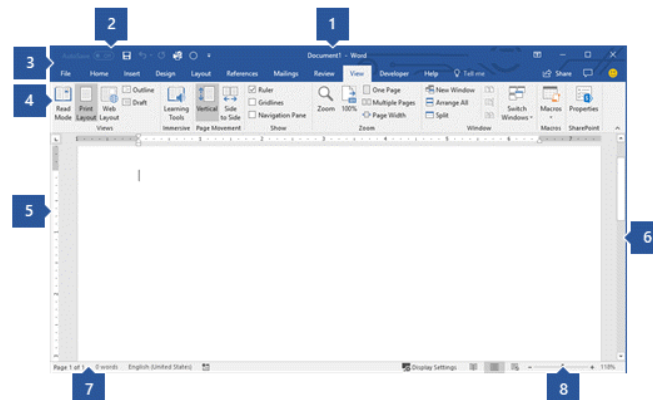 2
1
AutoSave Off
Document1 - Word
3
File Home Insert Design Layout References Mailings Review View Developer Help Tell me Share
4
Outline Ruler One Page New Window
Read Print Web Draft Learning Vertical Side Gridlines Zoom 100% Multiple Pages Arrange All Switch Macros Properties
Mode Layout Layout Tools to Side Navigation Pane Page Width Split Windows
Views Immersive Page Movement Show Zoom Window Macros SharePoint
5
6
Page 1 of 1 0 words English (United States) Display Settings 110%
7
8